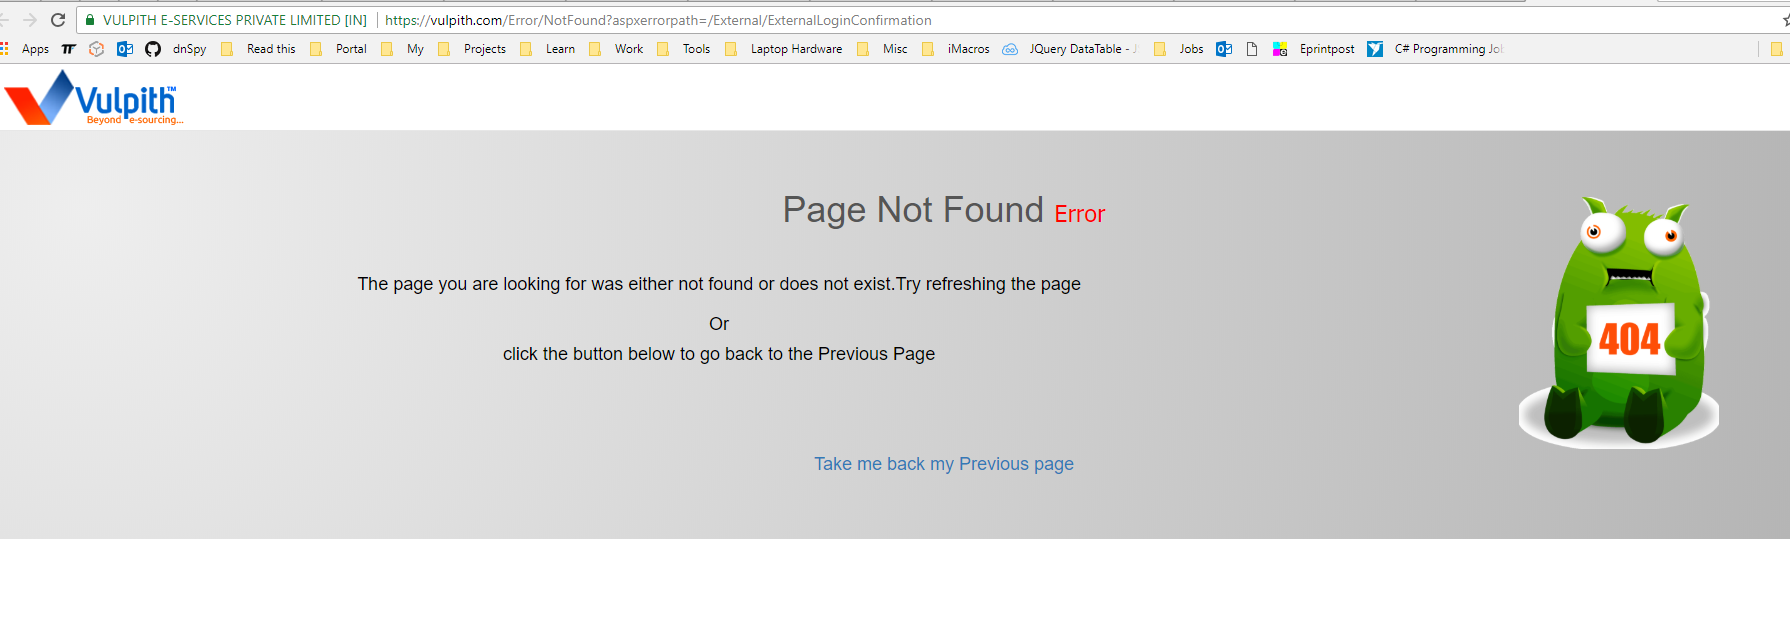 VULPITH E-SERVICES PRIVATE LIMITED [IN] https://vulpith.com/Error/NotFound?aspxerrorpath=/External/ExternalLoginConfirmation
Apps dnSpy Read this Portal My Projects Learn Work Tools Laptop Hardware Misc iMacros JQuery DataTable - Jobs Eprintpost C# Programming Jo
Vulpith™
Beyond e-sourcing...
Page Not Found Error
The page you are looking for was either not found or does not exist.Try refreshing the page
Or
click the button below to go back to the Previous Page
404
Take me back my Previous page